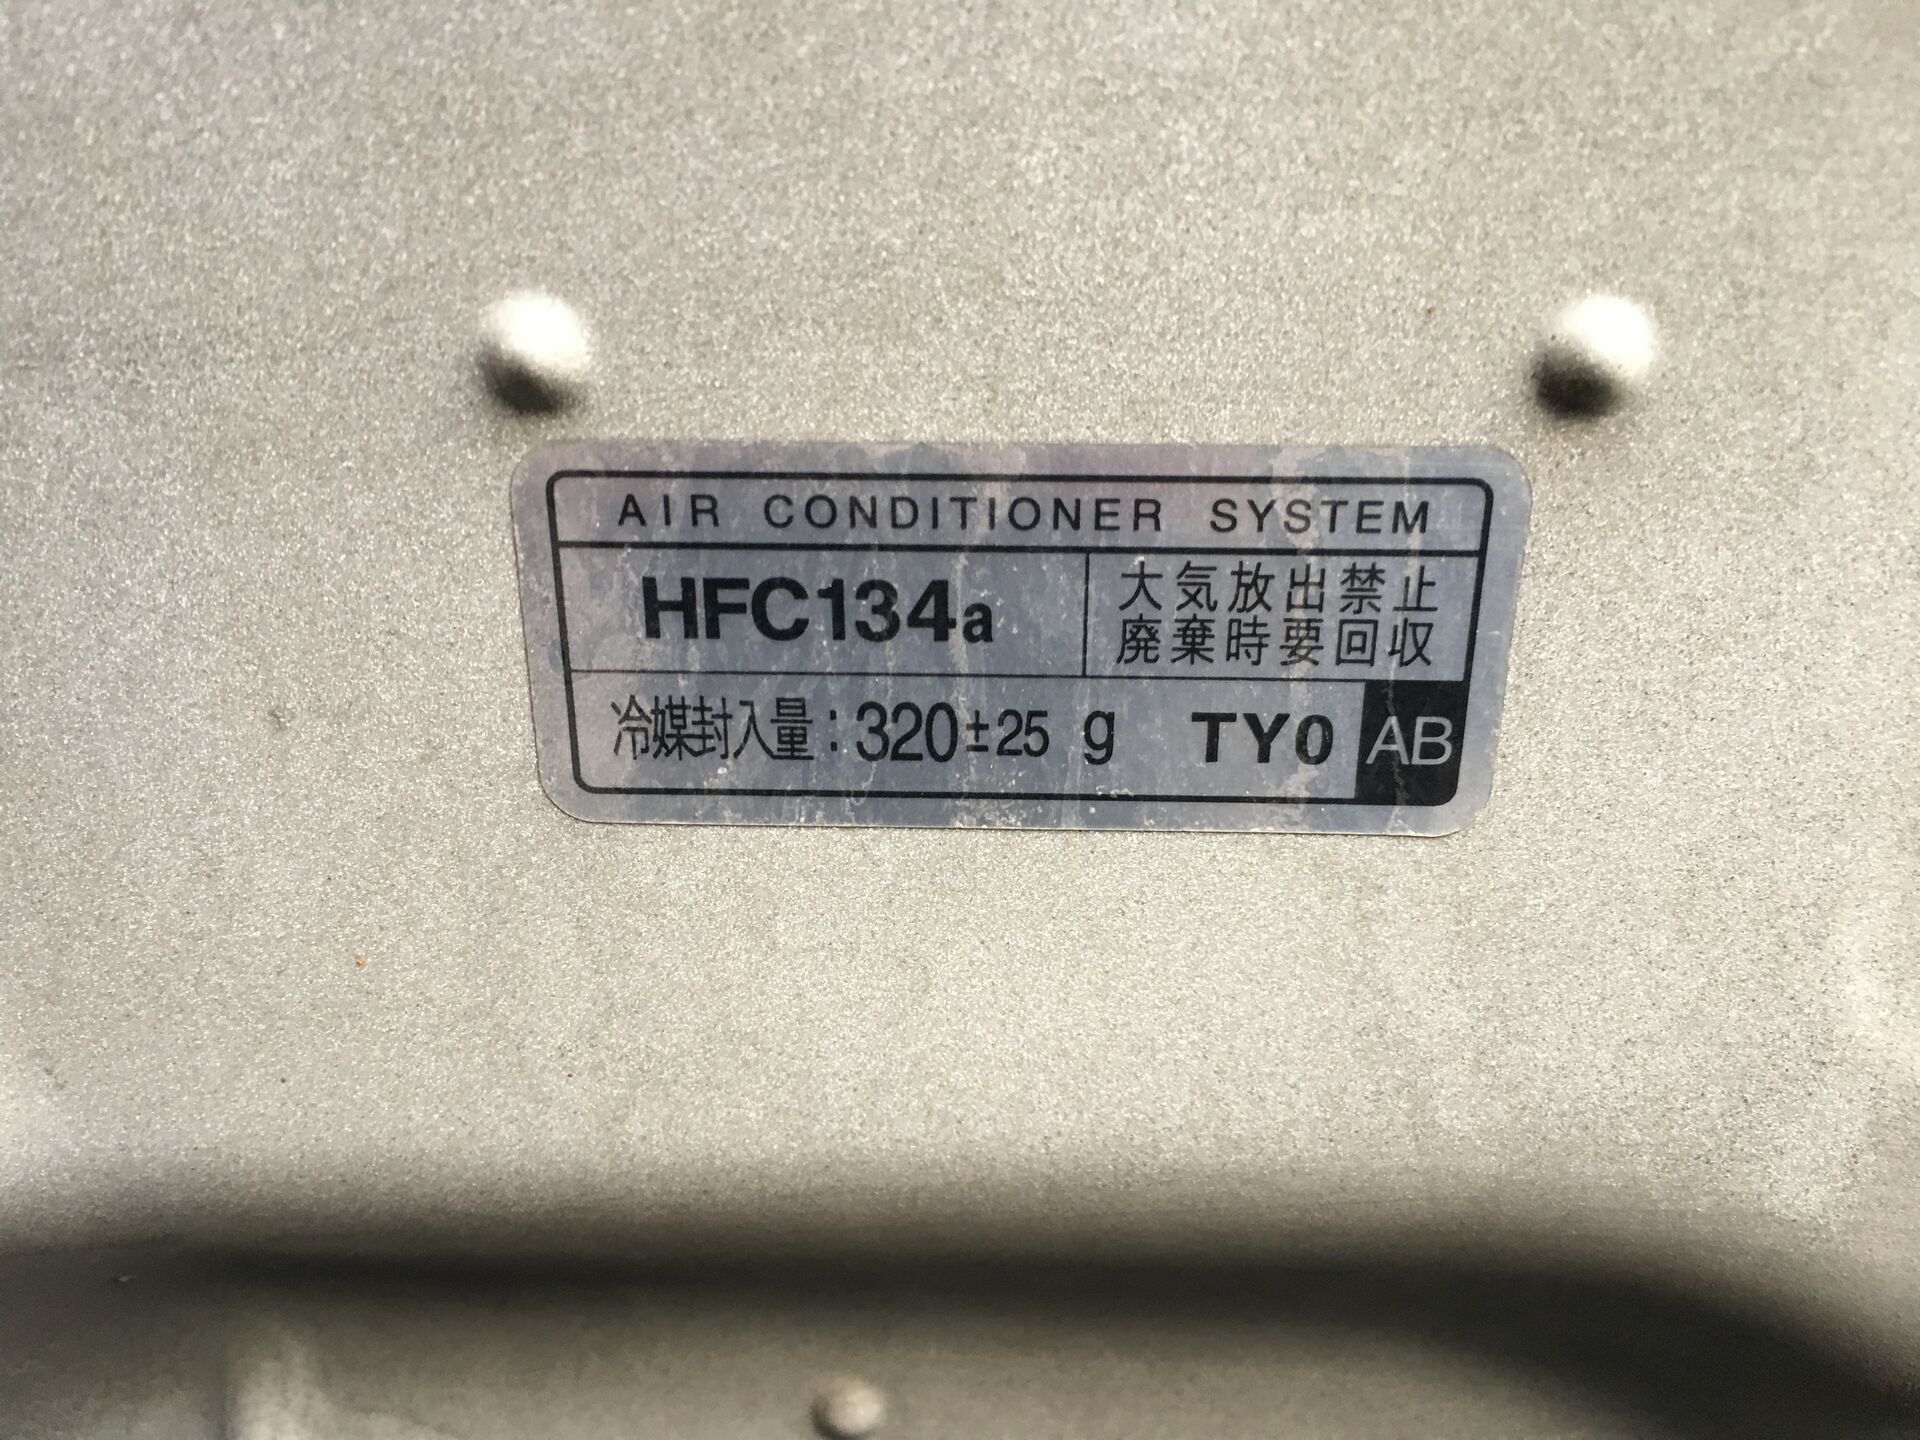 AIR CONDITIONER SYSTEM
HFC134a
大気放出禁止
廃棄時要回収
冷媒封入量:320±25 g TY0 AB